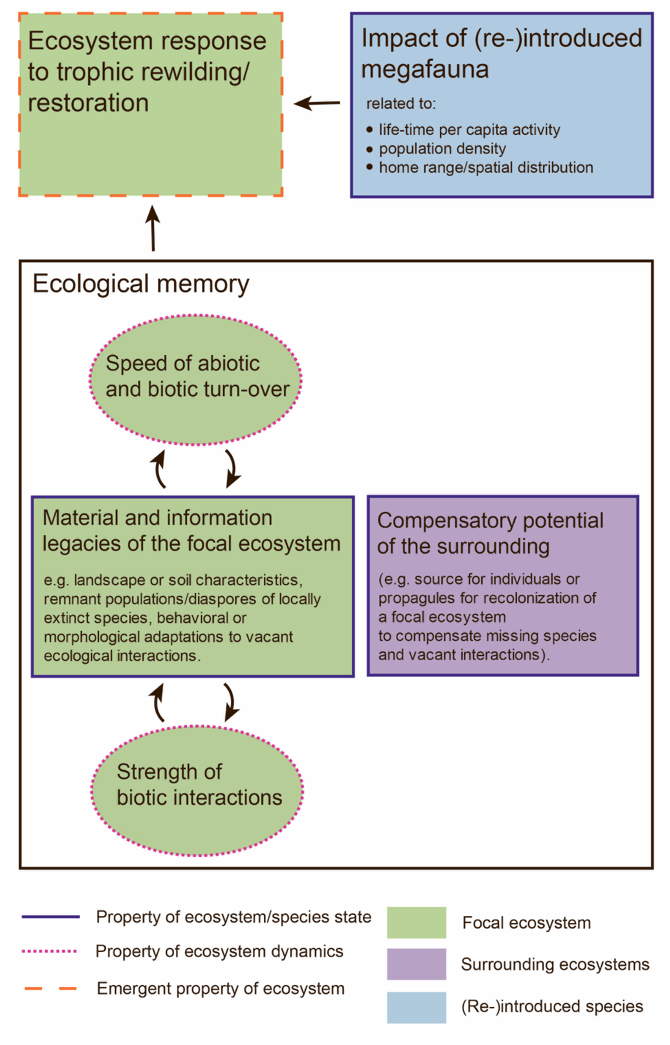 Ecosystem response
to trophic rewilding/
restoration
Impact of (re-)introduced
megafauna
related to:
• life-time per capita activity
• population density
• home range/spatial distribution
Ecological memory
Speed of abiotic
and biotic turn-over
Material and information
legacies of the focal ecosystem
e.g. landscape or soil characteristics,
remnant populations/diaspores of locally
extinct species, behavioral or
morphological adaptations to vacant
ecological interactions.
Compensatory potential
of the surrounding
(e.g. source for individuals or
propagules for recolonization of
a focal ecosystem
to compensate missing species
and vacant interactions).
Strength of
biotic interactions
Property of ecosystem/species state
Property of ecosystem dynamics
Emergent property of ecosystem
Focal ecosystem
Surrounding ecosystems
(Re-)introduced species